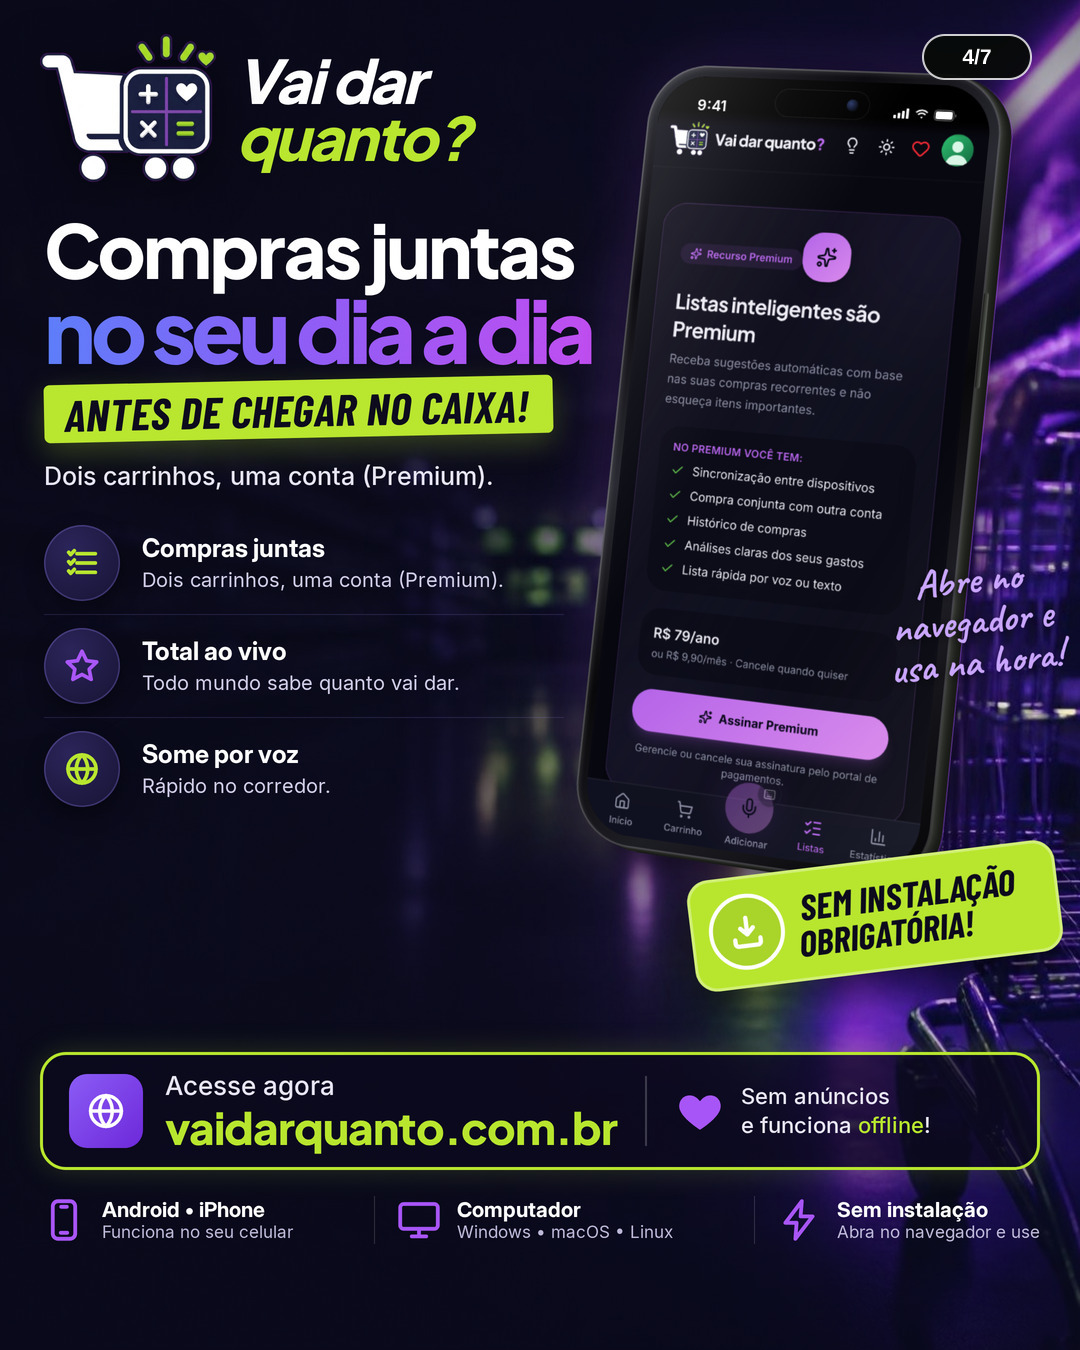 Vai dar
quanto?
4/7
Compras juntas
no seu dia a dia
ANTES DE CHEGAR NO CAIXA!
Dois carrinhos, uma conta (Premium).
Compras juntas
Dois carrinhos, uma conta (Premium).
Total ao vivo
Todo mundo sabe quanto vai dar.
Some por voz
Rápido no corredor.
9:41
Vai dar quanto?
Recurso Premium
Listas inteligentes são
Premium
Receba sugestões automáticas com base
nas suas compras recorrentes e não
esqueça itens importantes.
NO PREMIUM VOCÊ TEM:
Sincronização entre dispositivos
Compra conjunta com outra conta
Histórico de compras
Análises claras dos seus gastos
Lista rápida por voz ou texto
R$ 79/ano
ou R$ 9,90/mês · Cancele quando quiser
Assinar Premium
Gerencie ou cancele sua assinatura pelo portal de
pagamentos.
Início
Carrinho
Adicionar
Listas
Abre no
navegador e
usa na hora!
SEM INSTALAÇÃO
OBRIGATÓRIA!
Acesse agora
vaidarquanto.com.br
Sem anúncios
e funciona offline!
Android • iPhone
Funciona no seu celular
Computador
Windows • macOS • Linux
Sem instalação
Abra no navegador e use